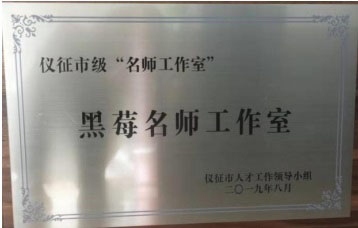 仪征市级“名师工作室”
黑莓名师工作室
仪征市人才工作领导小组
二〇一九年八月